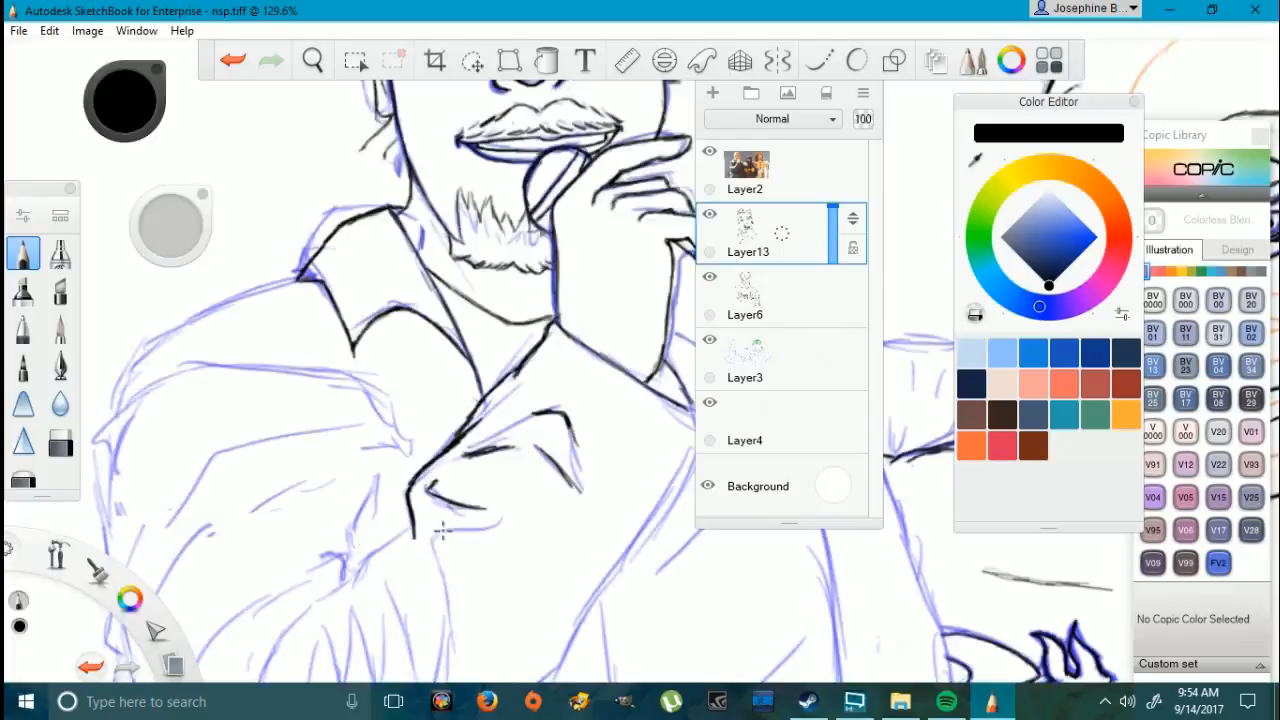 Autodesk SketchBook for Enterprise - nsp.tiff @ 129.6%
Josephine B...
File Edit Image Window Help
T
Normal 100
Layer2
Layer13
Layer6
Layer3
Layer4
Background
Color Editor
Copic Library
COPIC
0 Colorless Blen..
Illustration Design
BV 0000 BV 000 BV 00 BV 20
BV 01 BV 11 BV 31 BV 02
BV 13 BV 23 BV 04 BV 34
BV 25 BV 17 BV 08 BV 29
V 0000 V 000 V20 V01
V91 V12 V22 V93
V04 V05 V15 V25
V95 V06 V17 V28
V09 V99 FV2
No Copic Color Selected
Custom set
Type here to search
9:54 AM
9/14/2017